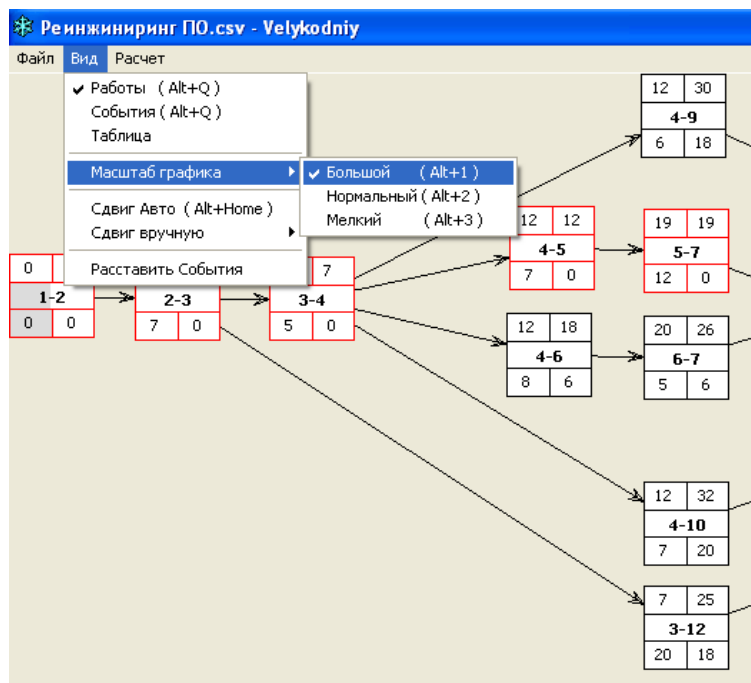 Реинжиниринг ПО.csv - Velykodniy
Файл Вид Расчет
Работы ( Alt+Q )
События ( Alt+Q )
Таблица
Масштаб графика
Сдвиг Авто ( Alt+Home )
Сдвиг вручную
Расставить События
Большой ( Alt+1 )
Нормальный ( Alt+2 )
Мелкий ( Alt+3 )
12 30
4-9
6 18
12 12
4-5
7 0
19 19
5-7
12 0
0
1-2
0 0
2-3
7 0
7
3-4
5 0
12 18
4-6
8 6
20 26
6-7
5 6
12 32
4-10
7 20
7 25
3-12
20 18